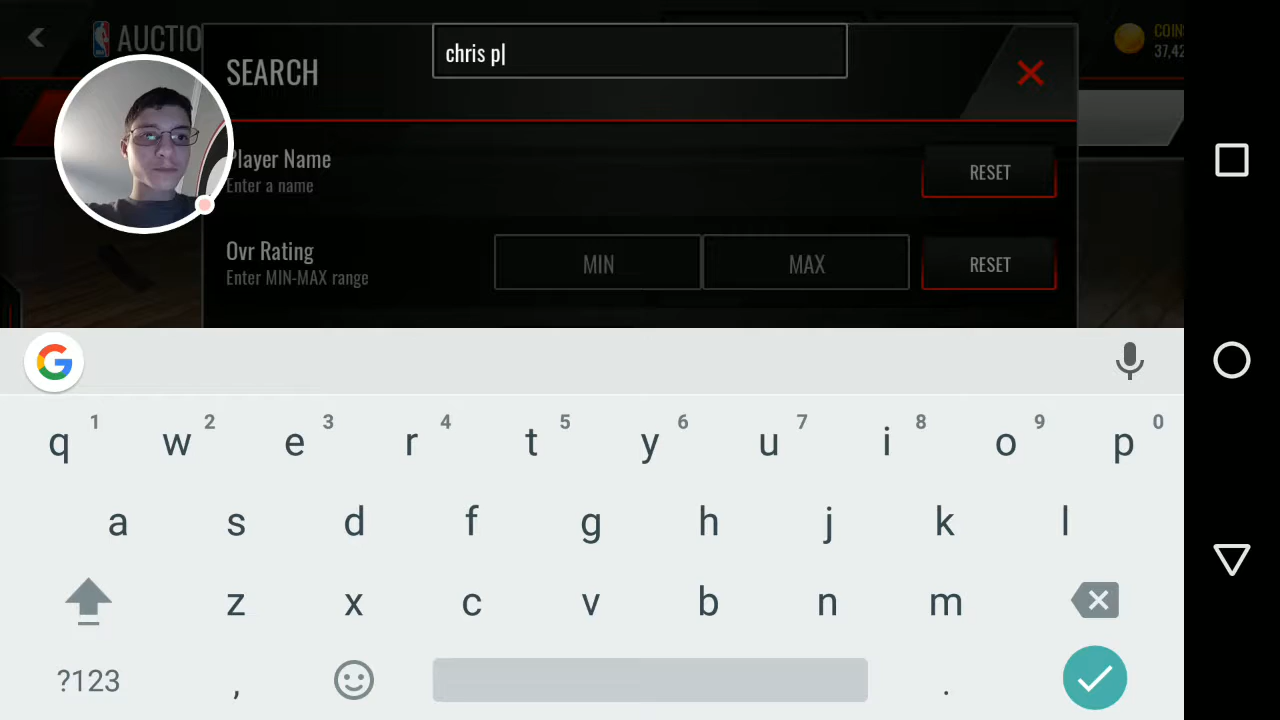 AUCTIO
COIN
37,42
SEARCH
chris p
Player Name
Enter a name
RESET
Ovr Rating
Enter MIN-MAX range
MIN
MAX
RESET
G
q 1 w 2 e 3 r 4 t 5 y 6 u 7 i 8 o 9 p 0
a s d f g h j k l
z x c v b n m
?123 , .